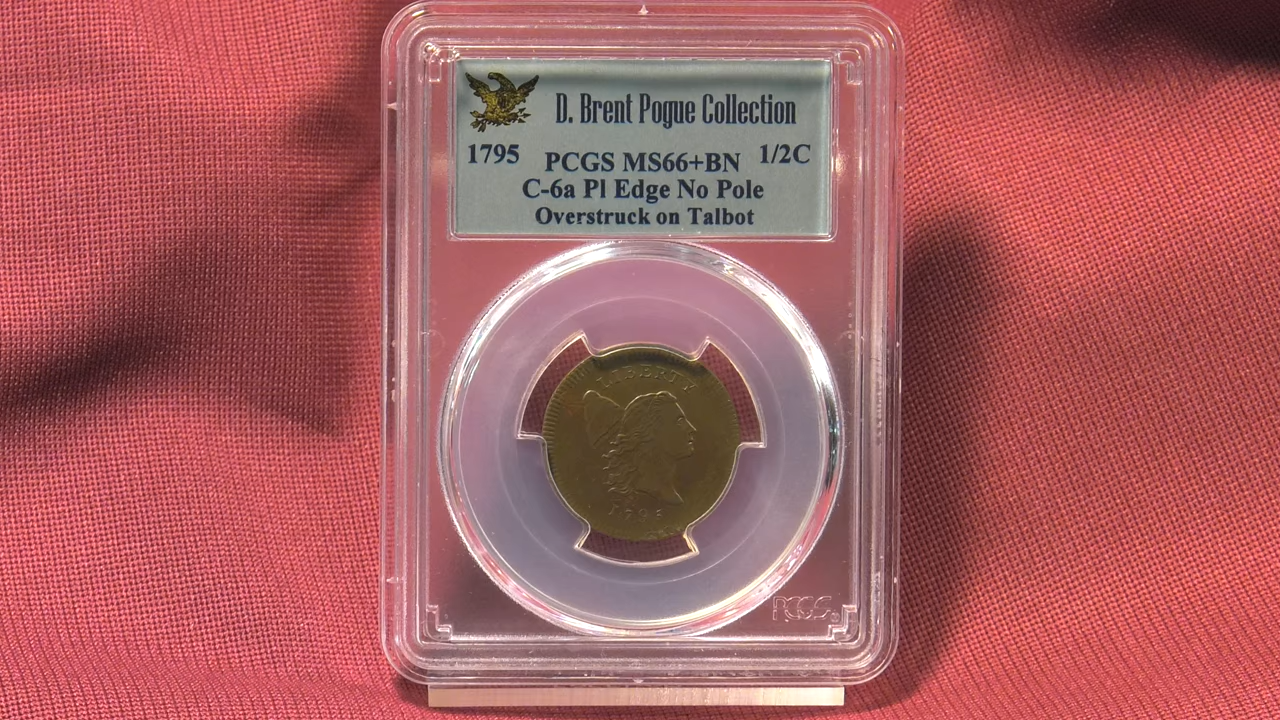 D. Brent Pogue Collection
1795 PCGS MS66+BN 1/2C
C-6a Pl Edge No Pole
Overstruck on Talbot
LIBERTY
1795
PCGS